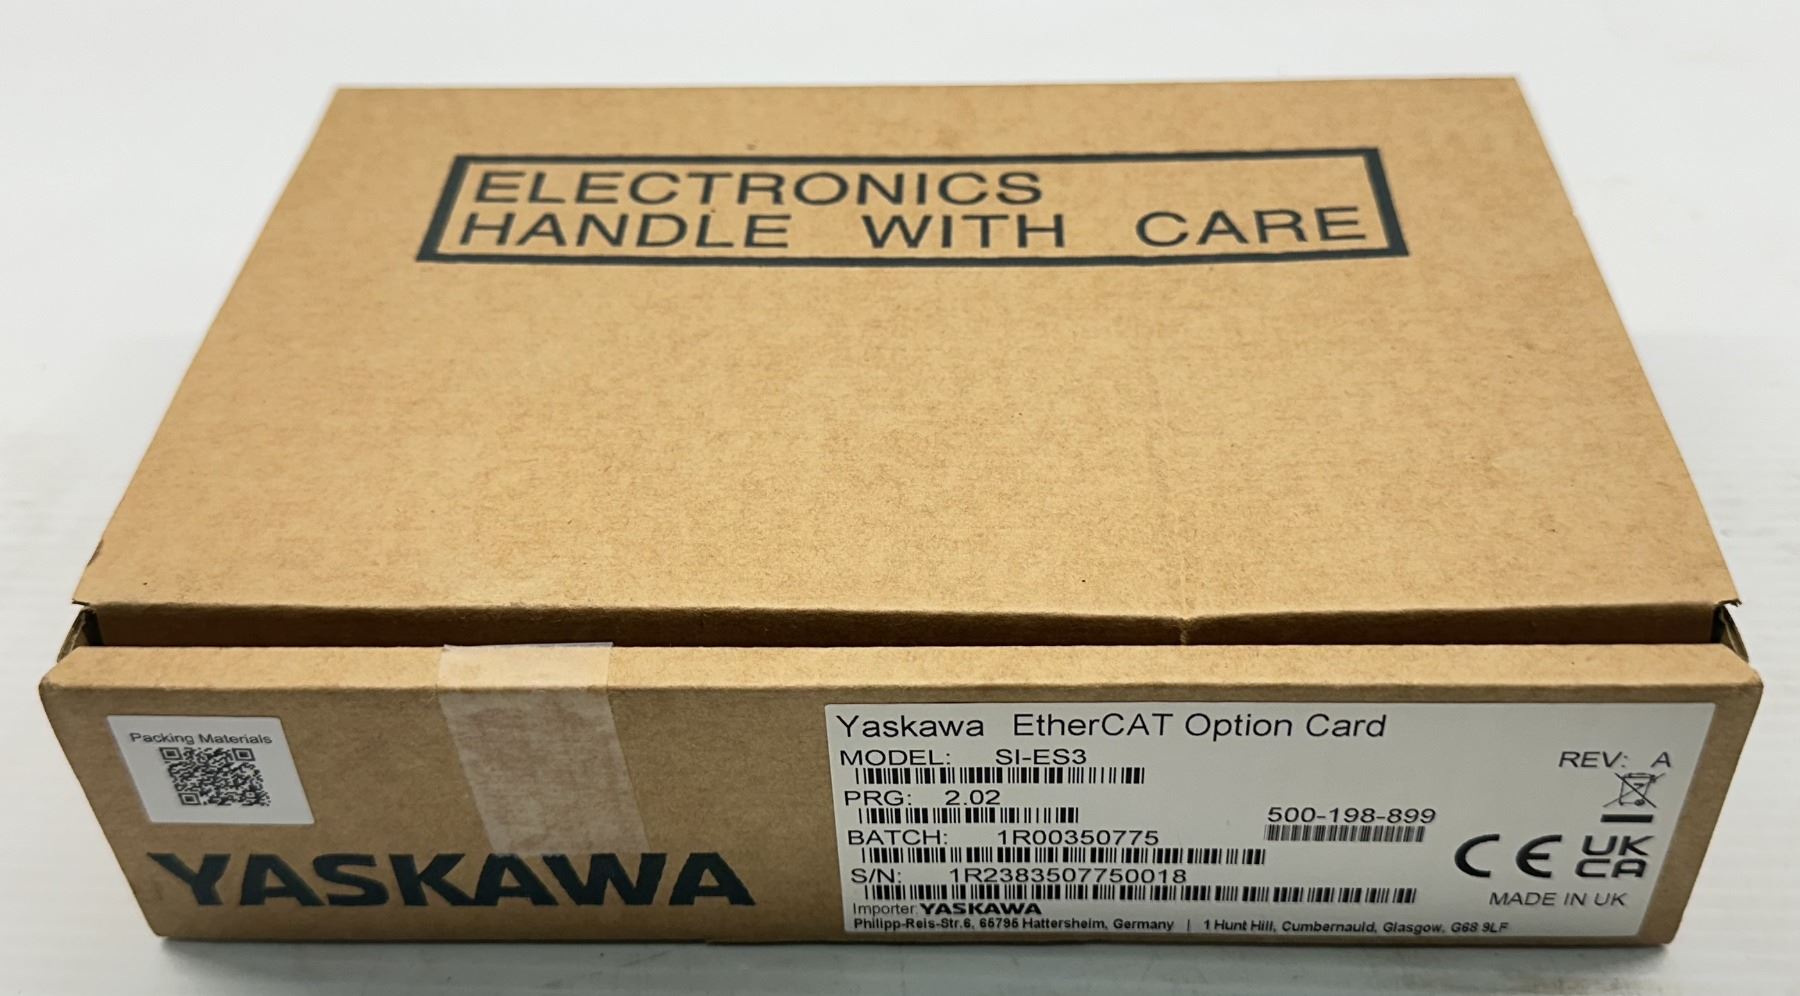 ELECTRONICS
HANDLE WITH CARE
Packing Materials
YASKAWA
Yaskawa EtherCAT Option Card
MODEL: SI-ES3
REV: A
PRG: 2.02
500-198-899
BATCH: 1R00350775
CE UK CA
S/N: 1R2383507750018
MADE IN UK
Importer: YASKAWA
Philipp-Reis-Str.6, 65795 Hattersheim, Germany | 1 Hunt Hill, Cumbernauld, Glasgow, G68 9LF